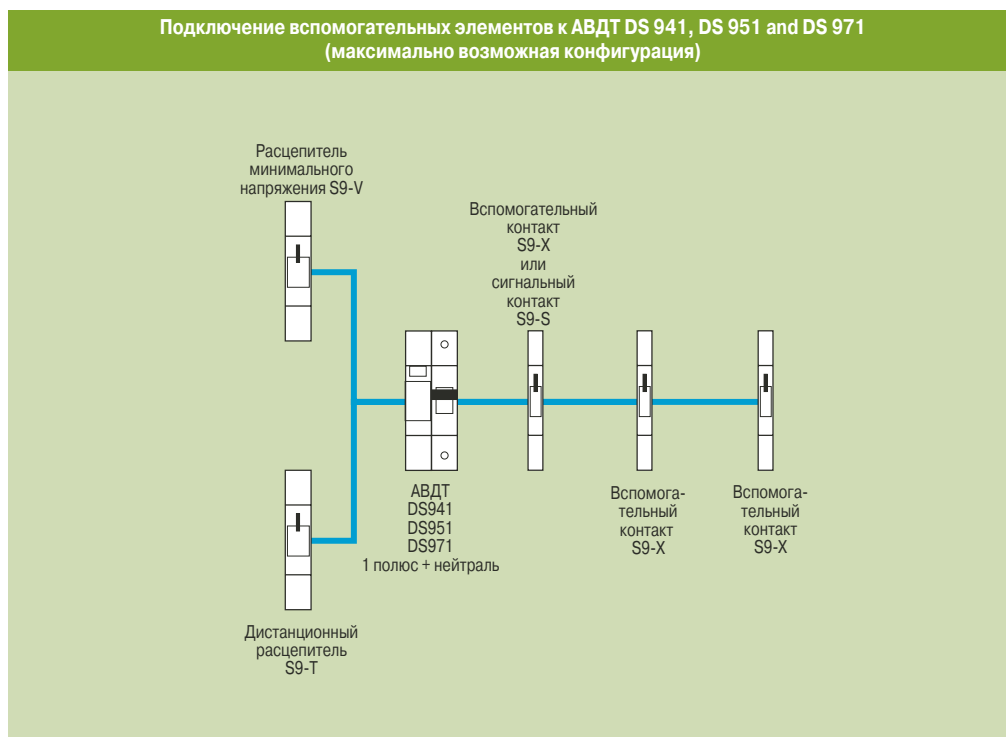 Подключение вспомогательных элементов к АВДТ DS 941, DS 951 and DS 971
(максимально возможная конфигурация)
Расцепитель
минимального
напряжения S9-V
Вспомогательный
контакт
S9-X
или
сигнальный
контакт
S9-S
АВДТ
DS941
DS951
DS971
1 полюс + нейтраль
Вспомога-
тельный
контакт
S9-X
Вспомога-
тельный
контакт
S9-X
Дистанционный
расцепитель
S9-T